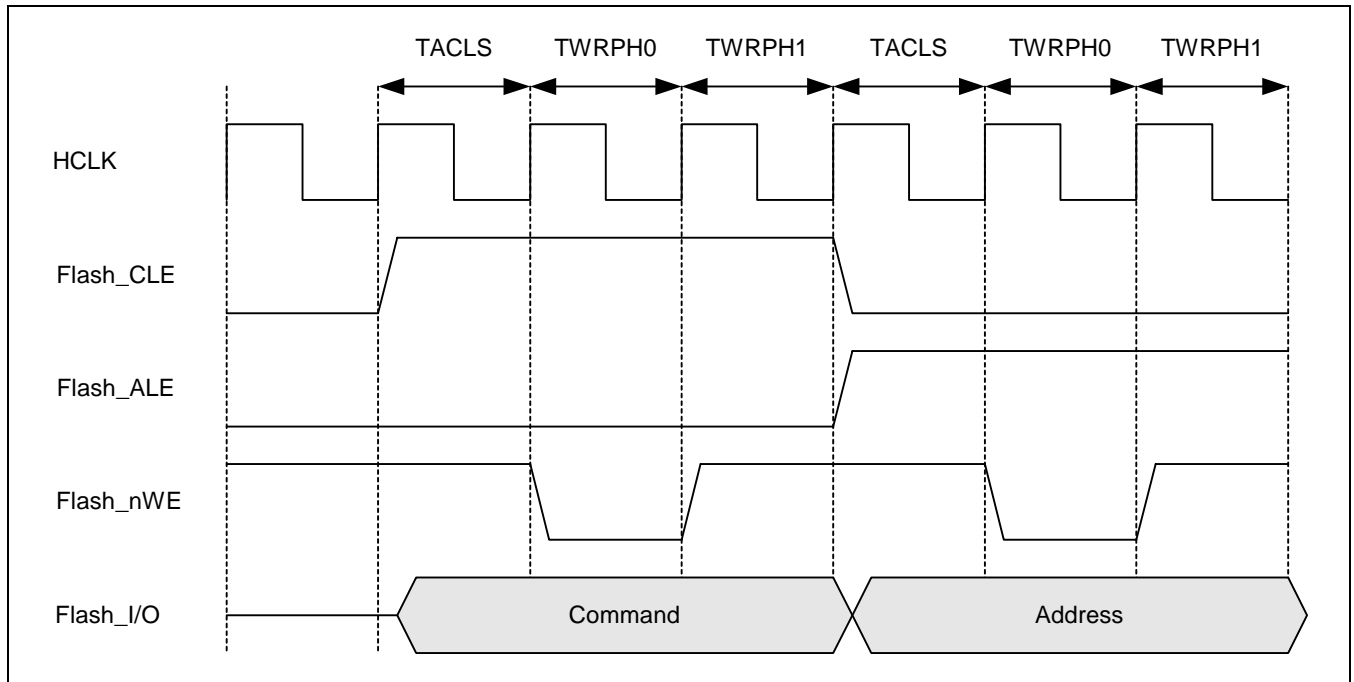 TACLS TWRPH0 TWRPH1 TACLS TWRPH0 TWRPH1
HCLK
Flash_CLE
Flash_ALE
Flash_nWE
Flash_I/O Command Address